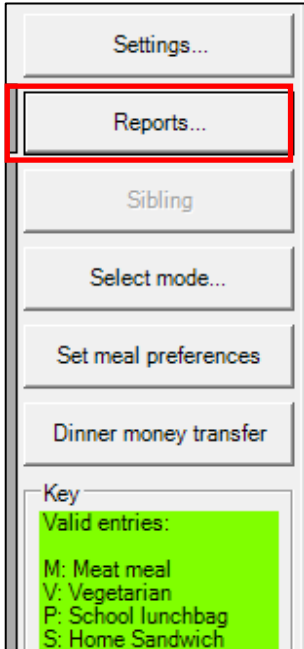 Settings...
Reports...
Sibling
Select mode...
Set meal preferences
Dinner money transfer
Key
Valid entries:
M: Meat meal
V: Vegetarian
P: School lunchbag
S: Home Sandwich